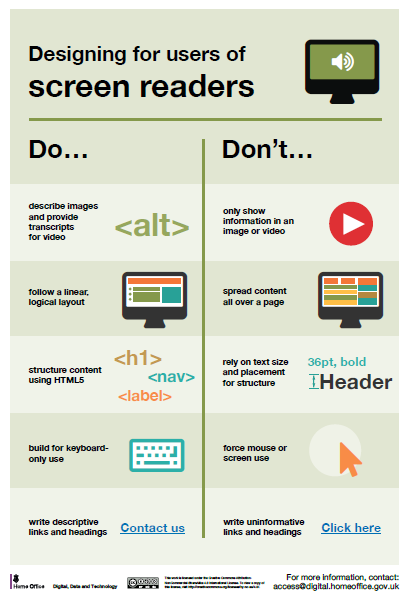 Designing for users of
screen readers
Do...
Don't...
describe images
and provide
transcripts
for video
<alt>
only show
information in an
image or video
follow a linear,
logical layout
spread content
all over a page
structure content
using HTML5
<h1>
<nav>
<label>
rely on text size
and placement
for structure
36pt, bold
Header
build for keyboard-
only use
force mouse or
screen use
write descriptive
links and headings
Contact us
write uninformative
links and headings
Click here
Home Office
Digital, Data and Technology
For more information, contact:
access@digital.homeoffice.gov.uk